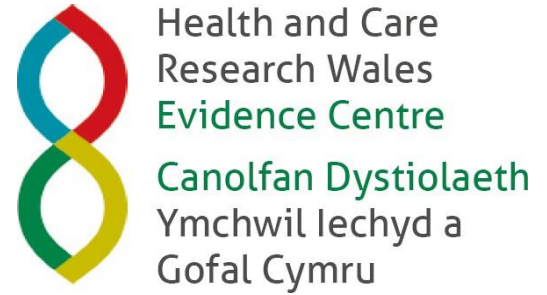 Health and Care
Research Wales
Evidence Centre
Canolfan Dystiolaeth
Ymchwil Iechyd a
Gofal Cymru